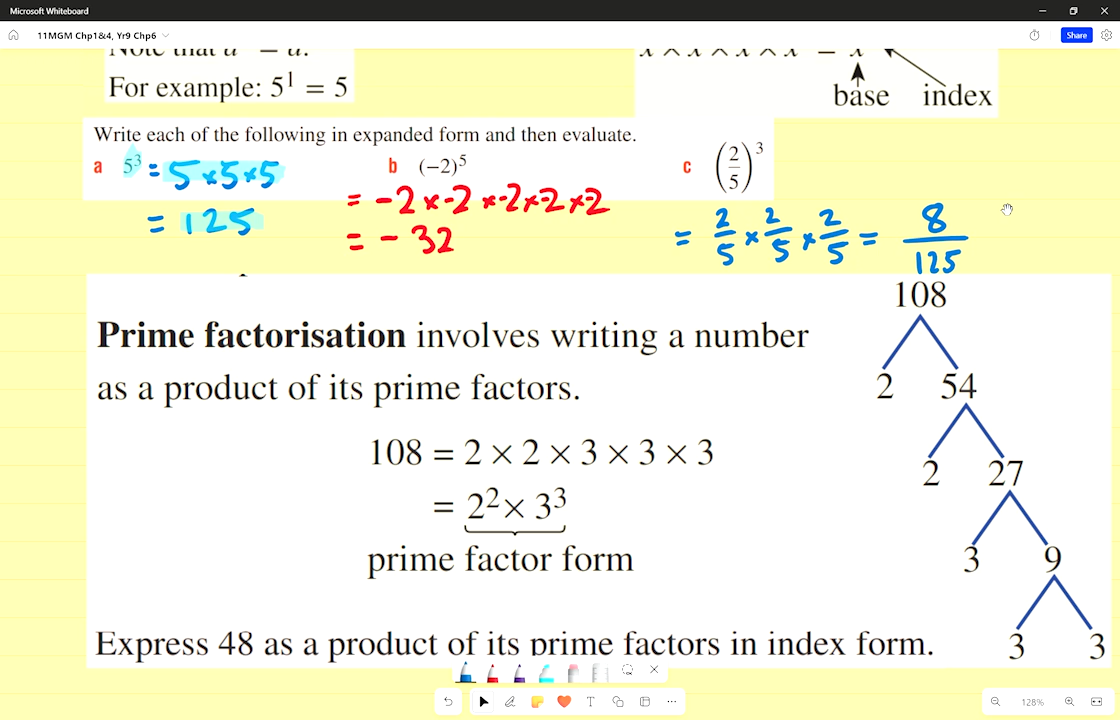 Microsoft Whiteboard
11MGM Chp1&4, Yr9 Chp6
Share
For example: 5¹ = 5
base index
Write each of the following in expanded form and then evaluate.
a 5³ = 5 × 5 × 5
= 125
b (−2)⁵
= −2 × −2 × −2 × −2 × −2
= − 32
c (2/5)³
= 2/5 × 2/5 × 2/5 = 8/125
Prime factorisation involves writing a number
as a product of its prime factors.
108 = 2 × 2 × 3 × 3 × 3
= 2² × 3³
prime factor form
108
2 54
2 27
3 9
3 3
Express 48 as a product of its prime factors in index form.
128%